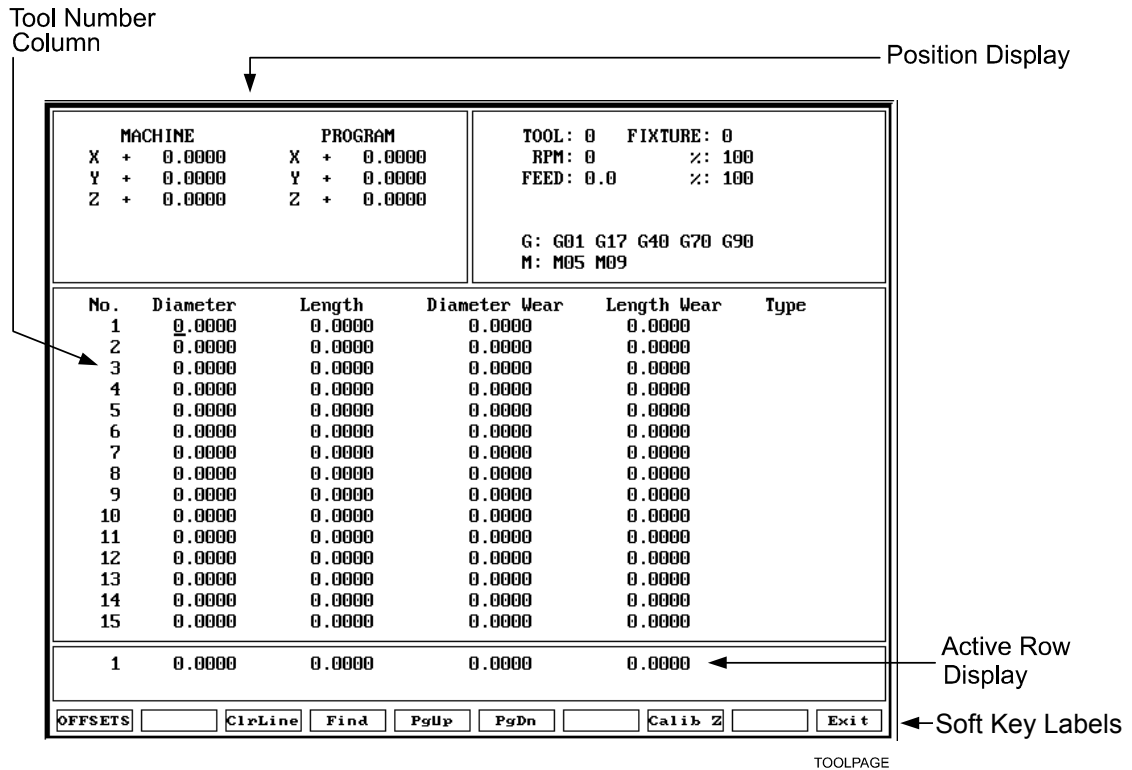 Tool Number
Column
Position Display
MACHINE PROGRAM
X + 0.0000 X + 0.0000
Y + 0.0000 Y + 0.0000
Z + 0.0000 Z + 0.0000
TOOL: 0 FIXTURE: 0
RPM: 0 %: 100
FEED: 0.0 %: 100
G: G01 G17 G40 G70 G90
M: M05 M09
No. Diameter Length Diameter Wear Length Wear Type
1 0.0000 0.0000 0.0000 0.0000
2 0.0000 0.0000 0.0000 0.0000
3 0.0000 0.0000 0.0000 0.0000
4 0.0000 0.0000 0.0000 0.0000
5 0.0000 0.0000 0.0000 0.0000
6 0.0000 0.0000 0.0000 0.0000
7 0.0000 0.0000 0.0000 0.0000
8 0.0000 0.0000 0.0000 0.0000
9 0.0000 0.0000 0.0000 0.0000
10 0.0000 0.0000 0.0000 0.0000
11 0.0000 0.0000 0.0000 0.0000
12 0.0000 0.0000 0.0000 0.0000
13 0.0000 0.0000 0.0000 0.0000
14 0.0000 0.0000 0.0000 0.0000
15 0.0000 0.0000 0.0000 0.0000
1 0.0000 0.0000 0.0000 0.0000
Active Row
Display
OFFSETS ClrLine Find PgUp PgDn Calib Z Exit
Soft Key Labels
TOOLPAGE